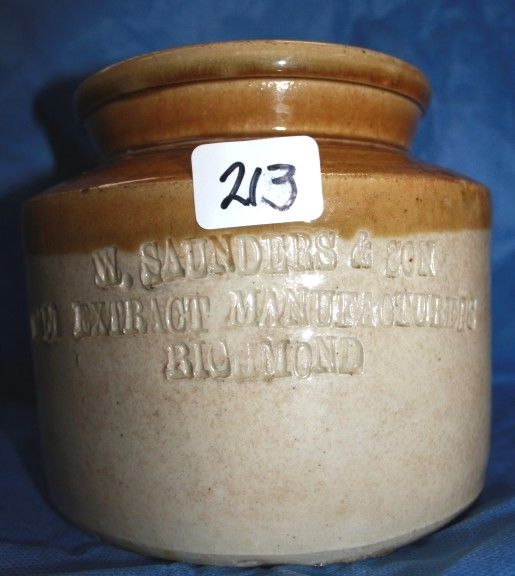 213
W. SAUNDERS & SON
EXTRACT MANUFACTURERS
RICHMOND